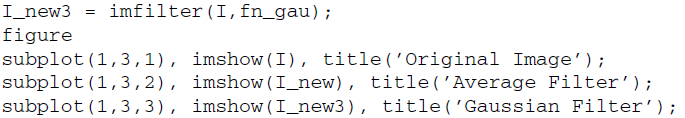 I_new3 = imfilter(I,fn_gau);
figure
subplot(1,3,1), imshow(I), title(’Original Image’);
subplot(1,3,2), imshow(I_new), title(’Average Filter’);
subplot(1,3,3), imshow(I_new3), title(’Gaussian Filter’);